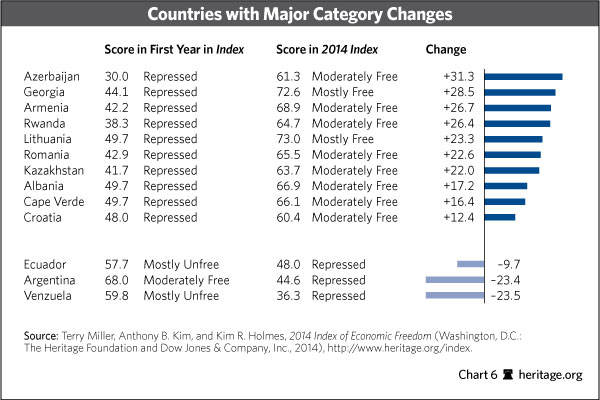 Countries with Major Category Changes
Score in First Year in Index Score in 2014 Index Change
Azerbaijan 30.0 Repressed 61.3 Moderately Free +31.3
Georgia 44.1 Repressed 72.6 Mostly Free +28.5
Armenia 42.2 Repressed 68.9 Moderately Free +26.7
Rwanda 38.3 Repressed 64.7 Moderately Free +26.4
Lithuania 49.7 Repressed 73.0 Mostly Free +23.3
Romania 42.9 Repressed 65.5 Moderately Free +22.6
Kazakhstan 41.7 Repressed 63.7 Moderately Free +22.0
Albania 49.7 Repressed 66.9 Moderately Free +17.2
Cape Verde 49.7 Repressed 66.1 Moderately Free +16.4
Croatia 48.0 Repressed 60.4 Moderately Free +12.4
Ecuador 57.7 Mostly Unfree 48.0 Repressed –9.7
Argentina 68.0 Moderately Free 44.6 Repressed –23.4
Venzuela 59.8 Mostly Unfree 36.3 Repressed –23.5
Source: Terry Miller, Anthony B. Kim, and Kim R. Holmes, 2014 Index of Economic Freedom (Washington, D.C.:
The Heritage Foundation and Dow Jones & Company, Inc., 2014), http://www.heritage.org/index.
Chart 6 heritage.org